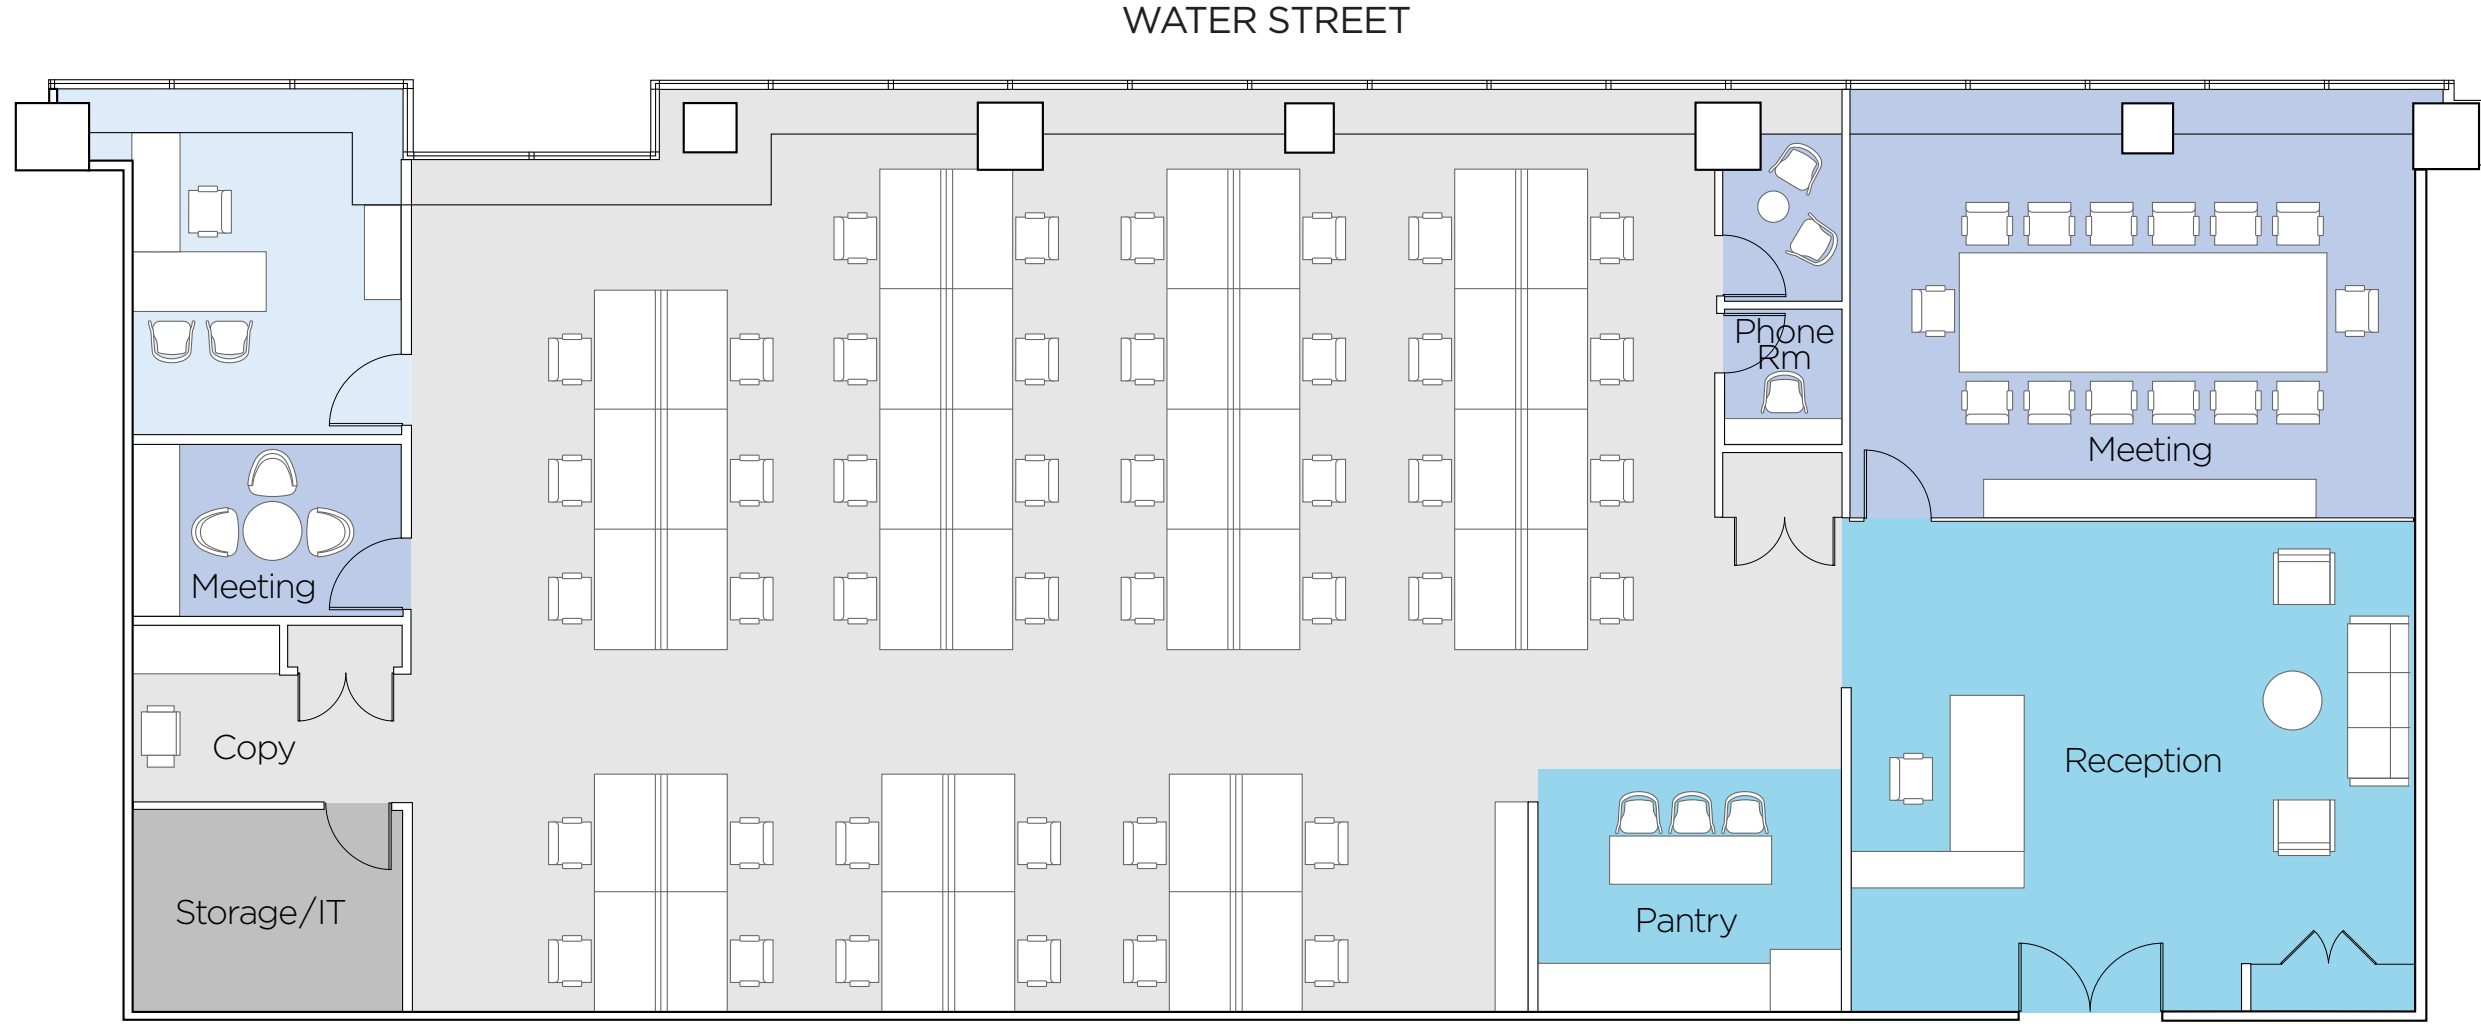 WATER STREET
Phone
Rm
Meeting
Meeting
Copy
Reception
Storage/IT
Pantry